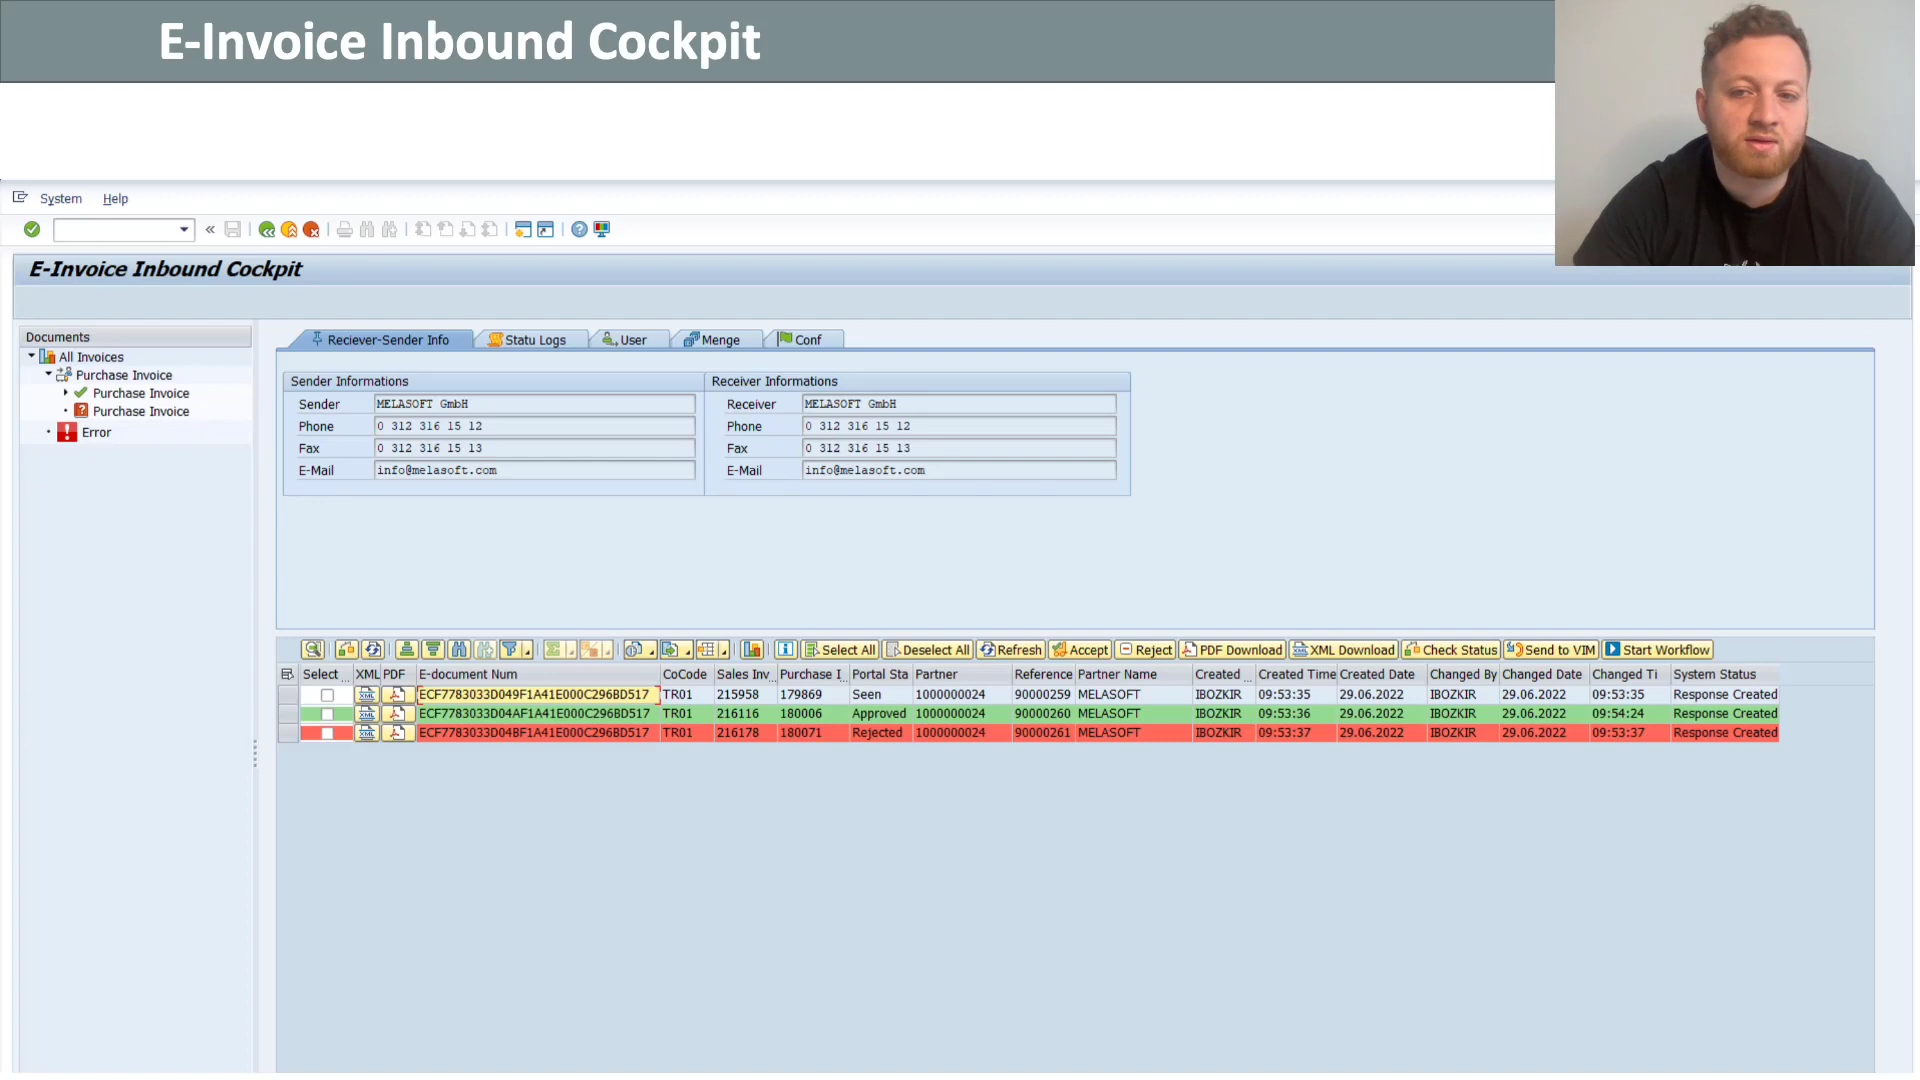 E-Invoice Inbound Cockpit
System Help
E-Invoice Inbound Cockpit
Documents
All Invoices
Purchase Invoice
Purchase Invoice
Purchase Invoice
Error
Reciever-Sender Info Statu Logs User Menge Conf
Sender Informations Receiver Informations
Sender MELASOFT GmbH Receiver MELASOFT GmbH
Phone 0 312 316 15 12 Phone 0 312 316 15 12
Fax 0 312 316 15 13 Fax 0 312 316 15 13
E-Mail info@melasoft.com E-Mail info@melasoft.com
Select All Deselect All Refresh Accept Reject PDF Download XML Download Check Status Send to VIM Start Workflow
Select ... XML PDF E-document Num CoCode Sales Inv... Purchase I... Portal Sta Partner Reference Partner Name Created ... Created Time Created Date Changed By Changed Date Changed Ti System Status
XML ECF7783033D049F1A41E000C296BD517 TR01 215958 179869 Seen 1000000024 90000259 MELASOFT IBOZKIR 09:53:35 29.06.2022 IBOZKIR 29.06.2022 09:53:35 Response Created
XML ECF7783033D04AF1A41E000C296BD517 TR01 216116 180006 Approved 1000000024 90000260 MELASOFT IBOZKIR 09:53:36 29.06.2022 IBOZKIR 29.06.2022 09:54:24 Response Created
XML ECF7783033D04BF1A41E000C296BD517 TR01 216178 180071 Rejected 1000000024 90000261 MELASOFT IBOZKIR 09:53:37 29.06.2022 IBOZKIR 29.06.2022 09:53:37 Response Created